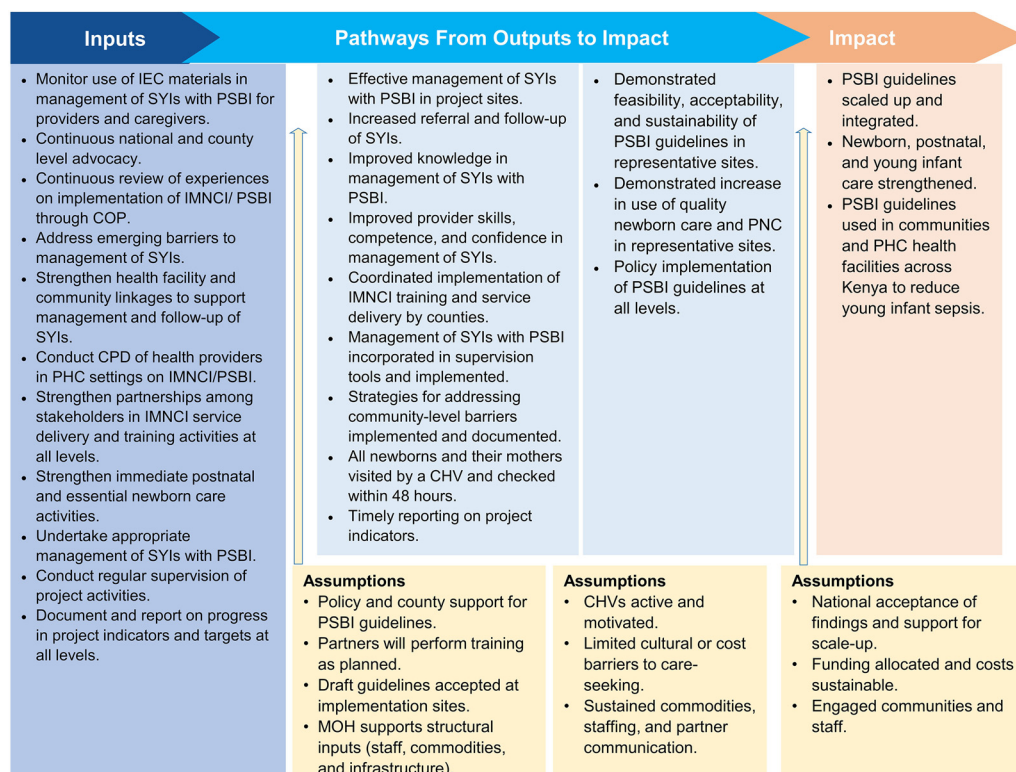 Inputs
Pathways From Outputs to Impact
Impact
• Monitor use of IEC materials in
management of SYIs with PSBI for
providers and caregivers.
• Continuous national and county
level advocacy.
• Continuous review of experiences
on implementation of IMNCI/ PSBI
through COP.
• Address emerging barriers to
management of SYIs.
• Strengthen health facility and
community linkages to support
management and follow-up of
SYIs.
• Conduct CPD of health providers
in PHC settings on IMNCI/PSBI.
• Strengthen partnerships among
stakeholders in IMNCI service
delivery and training activities at
all levels.
• Strengthen immediate postnatal
and essential newborn care
activities.
• Undertake appropriate
management of SYIs with PSBI.
• Conduct regular supervision of
project activities.
• Document and report on progress
in project indicators and targets at
all levels.
• Effective management of SYIs
with PSBI in project sites.
• Increased referral and follow-up
of SYIs.
• Improved knowledge in
management of SYIs with
PSBI.
• Improved provider skills,
competence, and confidence in
management of SYIs.
• Coordinated implementation of
IMNCI training and service
delivery by counties.
• Management of SYIs with PSBI
incorporated in supervision
tools and implemented.
• Strategies for addressing
community-level barriers
implemented and documented.
• All newborns and their mothers
visited by a CHV and checked
within 48 hours.
• Timely reporting on project
indicators.
• Demonstrated
feasibility, acceptability,
and sustainability of
PSBI guidelines in
representative sites.
• Demonstrated increase
in use of quality
newborn care and PNC
in representative sites.
• Policy implementation
of PSBI guidelines at
all levels.
• PSBI guidelines
scaled up and
integrated.
• Newborn, postnatal,
and young infant
care strengthened.
• PSBI guidelines
used in communities
and PHC health
facilities across
Kenya to reduce
young infant sepsis.
Assumptions
• Policy and county support for
PSBI guidelines.
• Partners will perform training
as planned.
• Draft guidelines accepted at
implementation sites.
• MOH supports structural
inputs (staff, commodities,
and infrastructure)
Assumptions
• CHVs active and
motivated.
• Limited cultural or cost
barriers to care-
seeking.
• Sustained commodities,
staffing, and partner
communication.
Assumptions
• National acceptance of
findings and support for
scale-up.
• Funding allocated and costs
sustainable.
• Engaged communities and
staff.